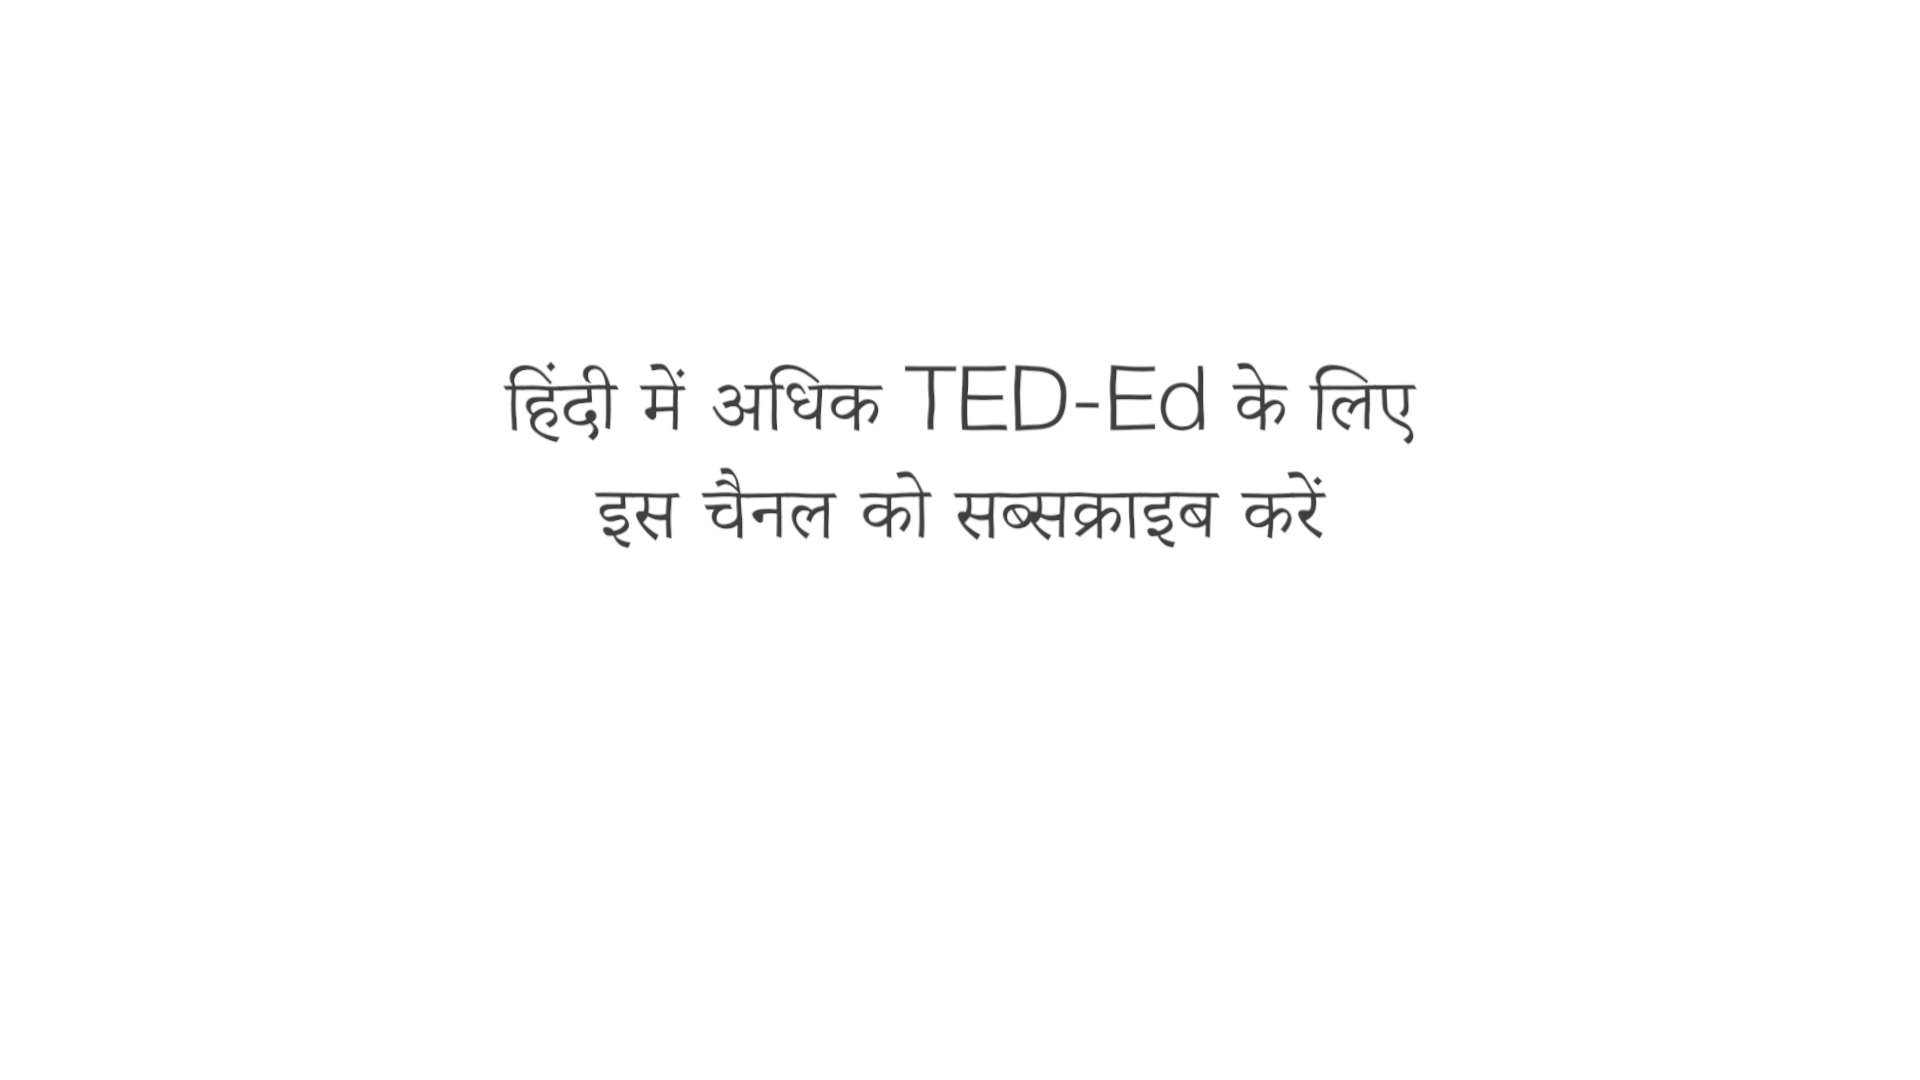 हिंदी में अधिक TED-Ed के लिए
इस चैनल को सब्सक्राइब करें